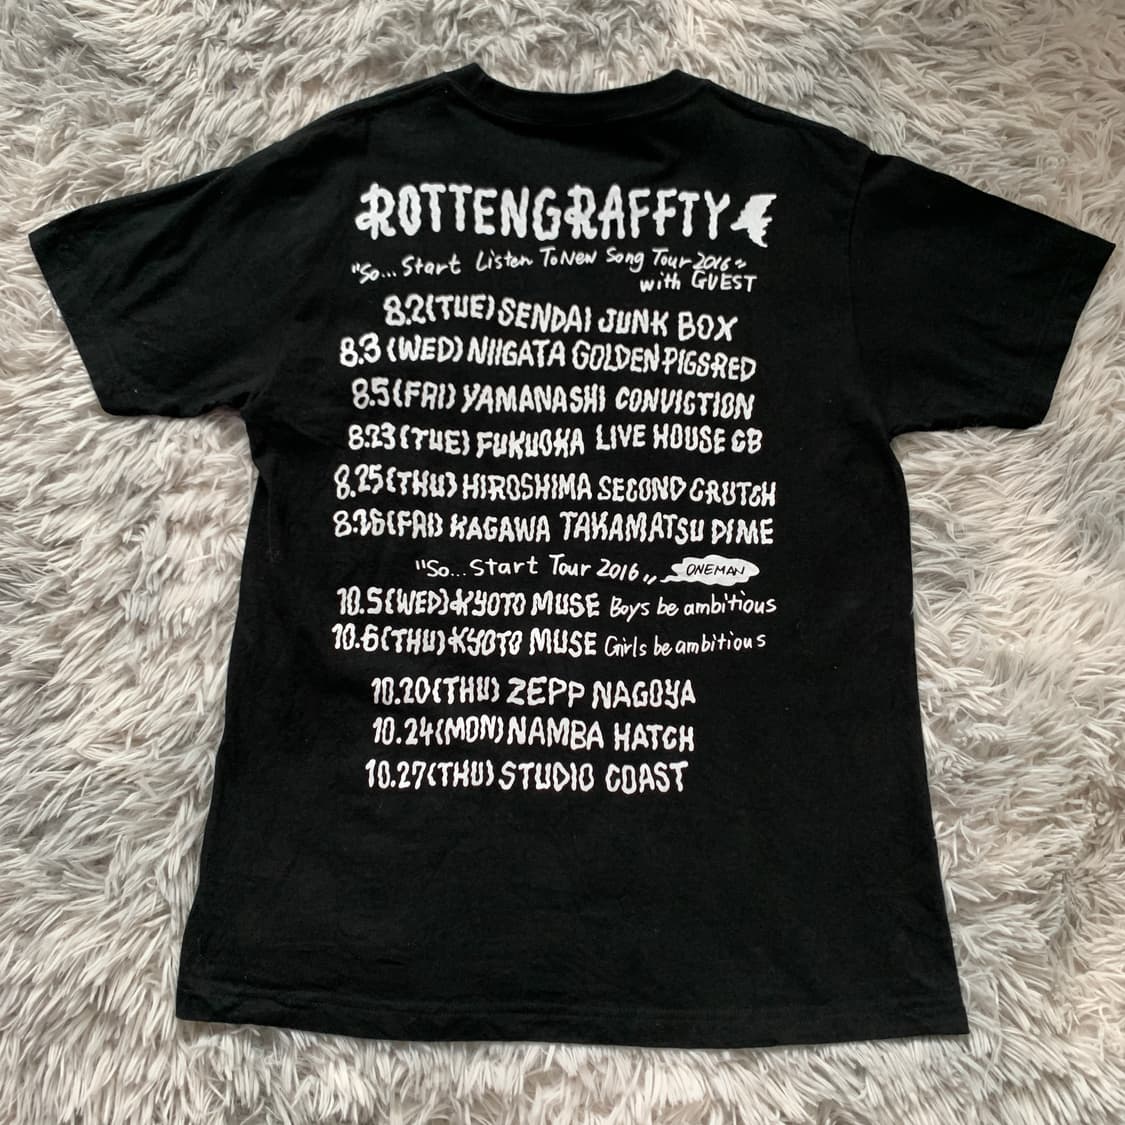 ROTTENGRAFFTY
"So... Start Listen To New Song Tour 2016"
with GUEST
8.2(TUE) SENDAI JUNK BOX
8.3(WED) NIIGATA GOLDEN PIGS RED
8.5(FRI) YAMANASHI CONVICTION
8.23(TUE) FUKUOKA LIVE HOUSE CB
8.25(THU) HIROSHIMA SECOND CRUTCH
8.26(FRI) KAGAWA TAKAMATSU DIME
"So... Start Tour 2016" ONEMAN
10.5(WED) KYOTO MUSE Boys be ambitious
10.6(THU) KYOTO MUSE Girls be ambitious
10.20(THU) ZEPP NAGOYA
10.24(MON) NAMBA HATCH
10.27(THU) STUDIO COAST